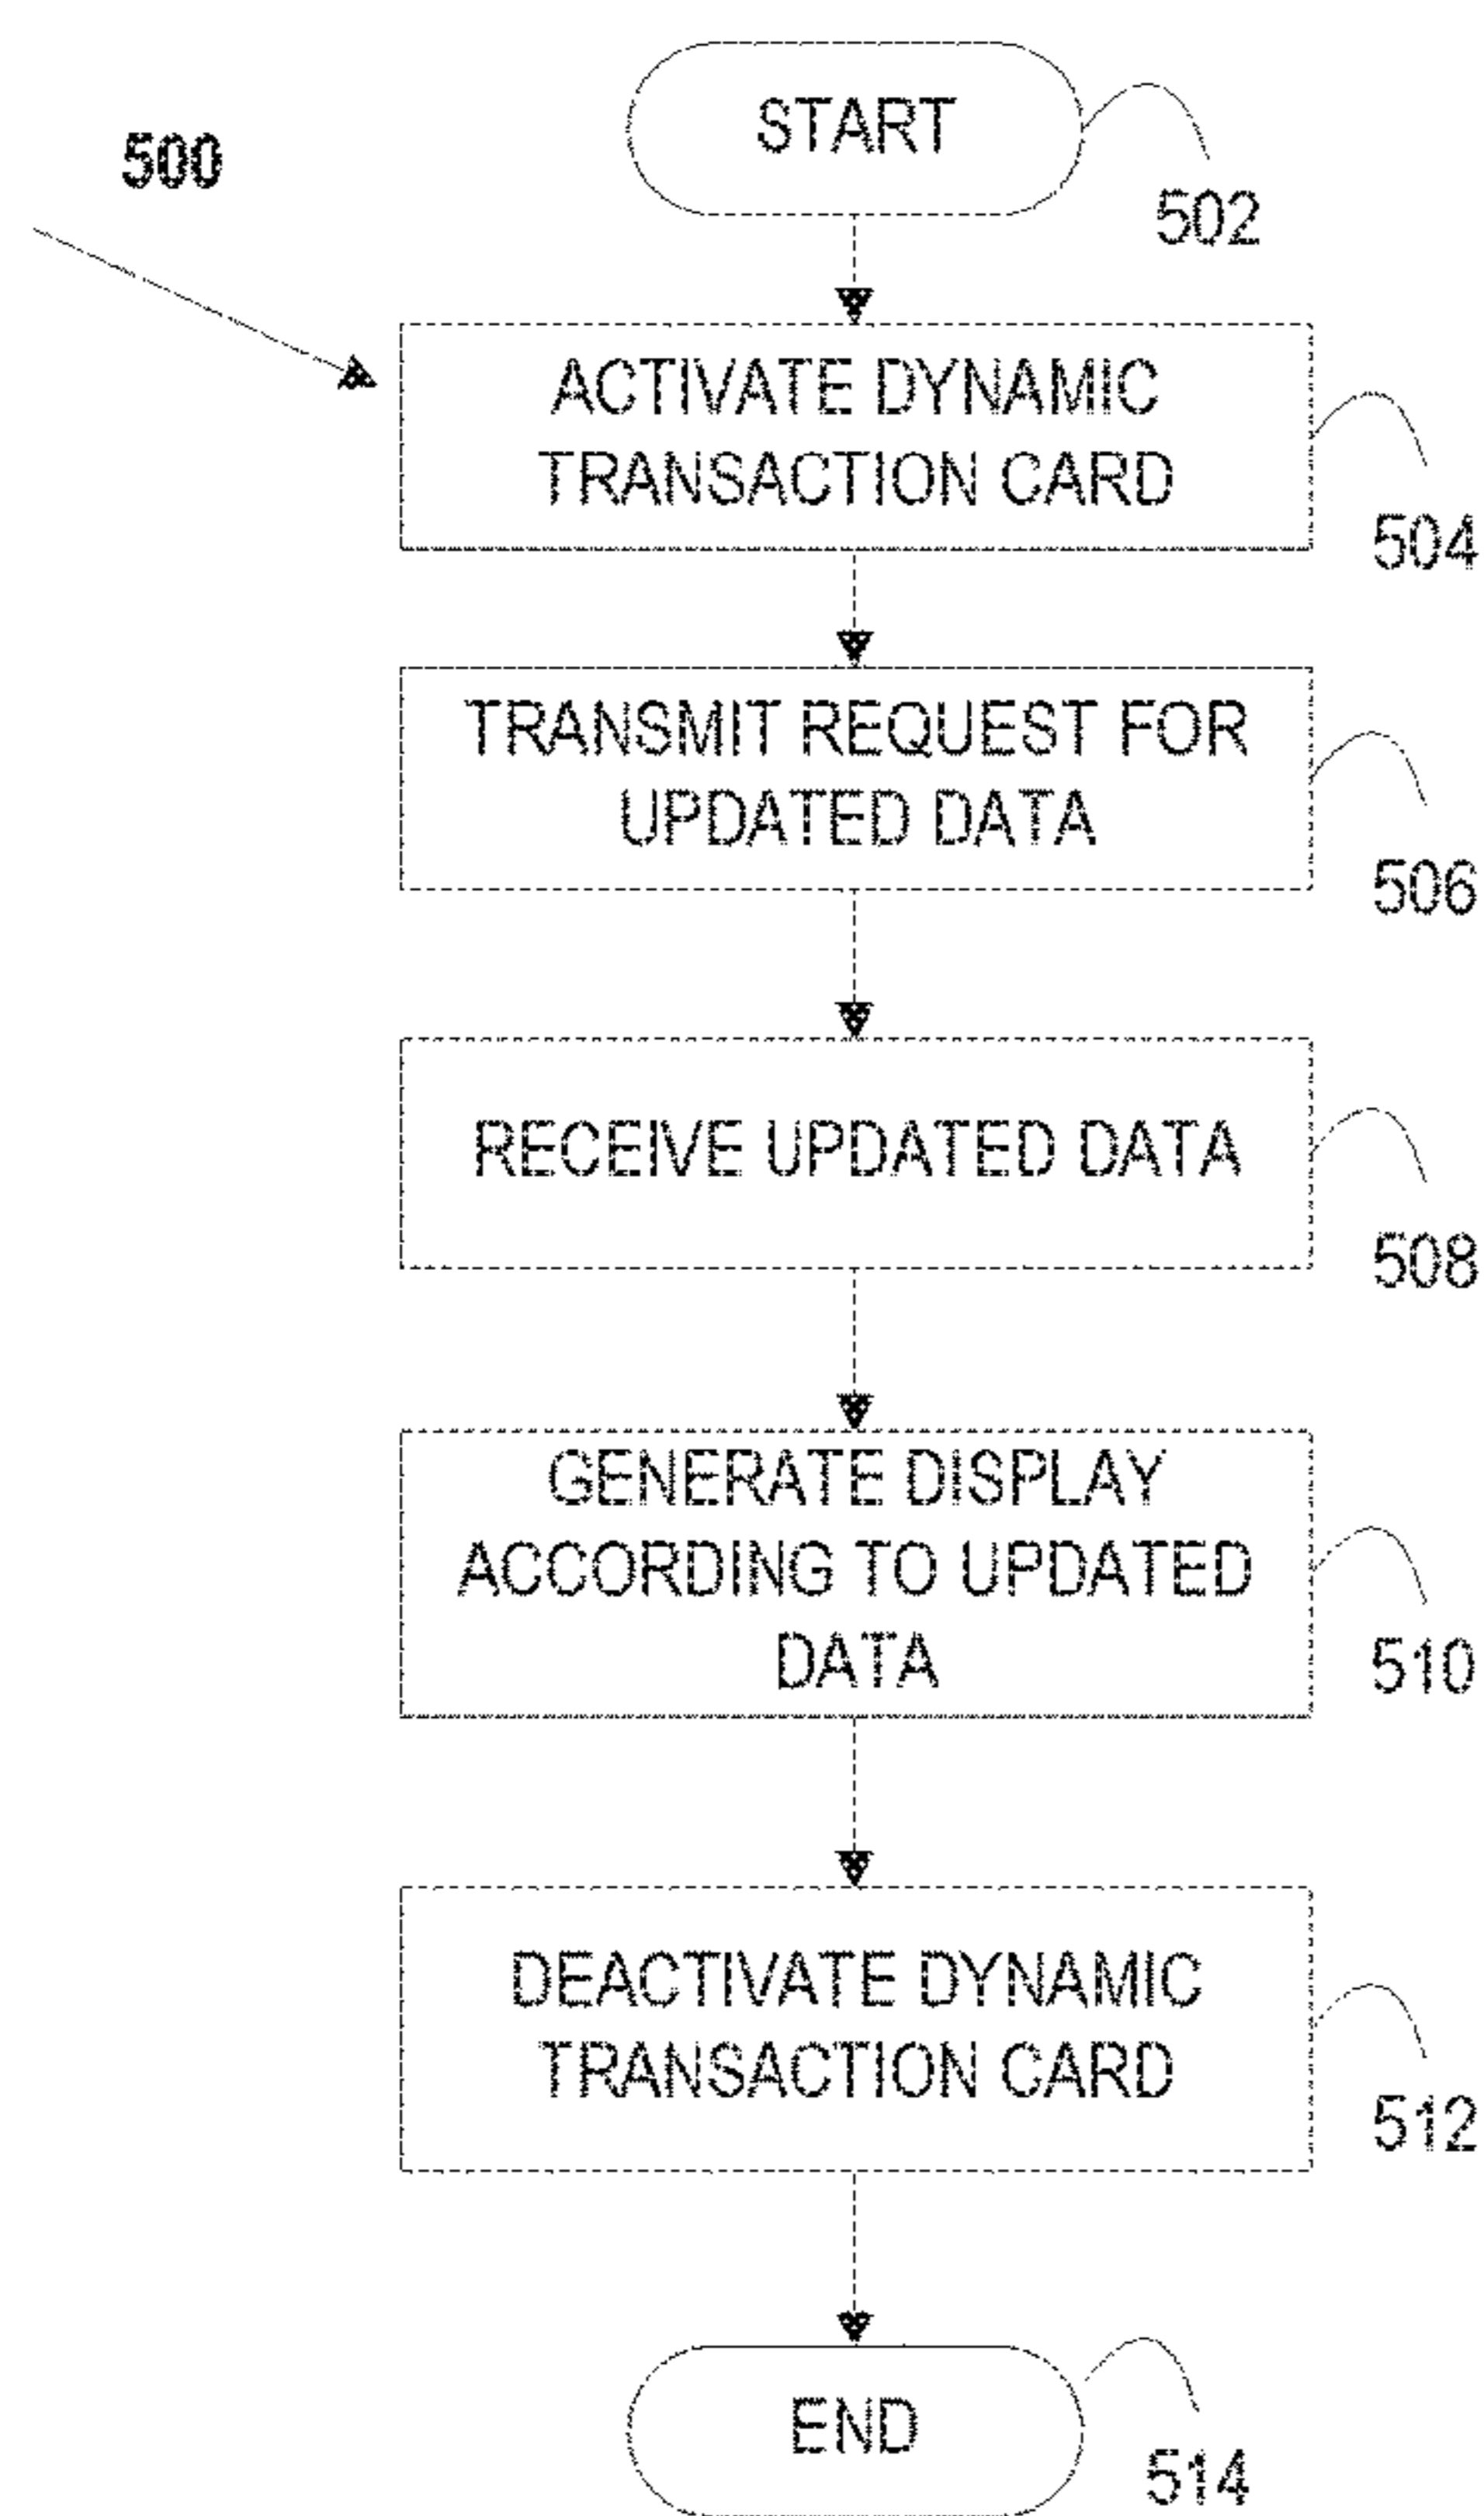 START
500
502
ACTIVATE DYNAMIC
TRANSACTION CARD
504
TRANSMIT REQUEST FOR
UPDATED DATA
506
RECEIVE UPDATED DATA
508
GENERATE DISPLAY
ACCORDING TO UPDATED
DATA
510
DEACTIVATE DYNAMIC
TRANSACTION CARD
512
END
514